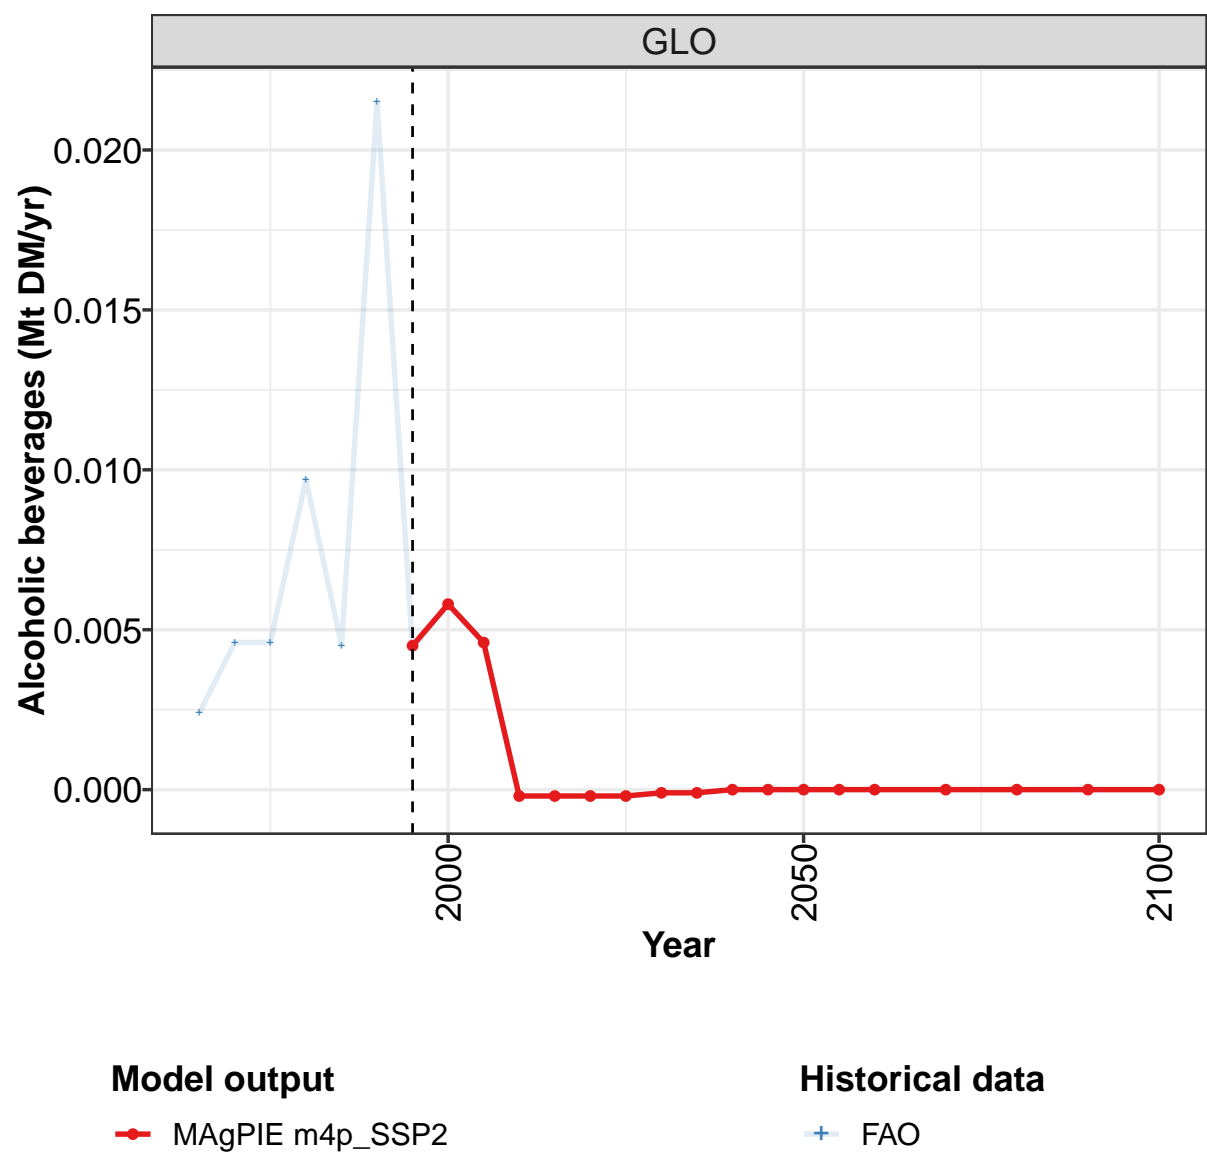 GLO
Alcoholic beverages (Mt DM/yr)
0.020
0.015
0.010
0.005
0.000
2000
2050
2100
Year
Model output
MAgPIE m4p_SSP2
Historical data
FAO